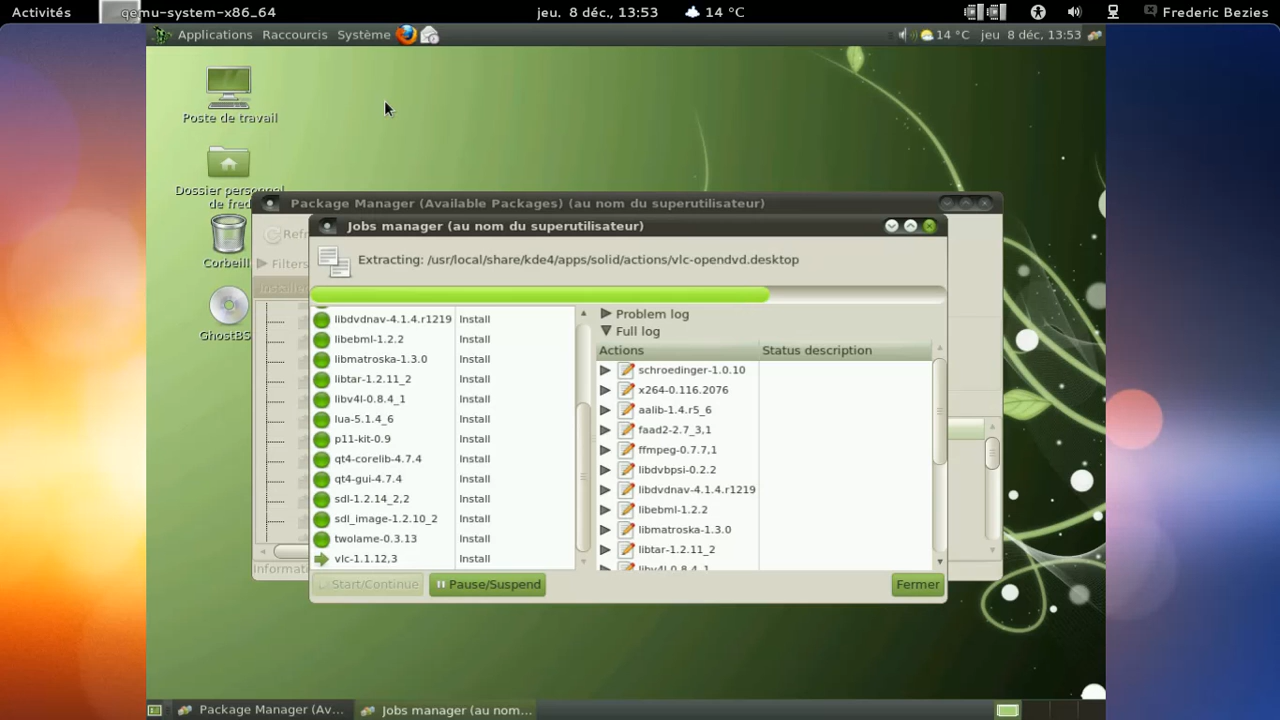 Activités qemu-system-x86_64 jeu. 8 déc, 13:53 14 °C Frederic Bezies
Applications Raccourcis Système 14 °C jeu 8 déc, 13:53
Poste de travail
Dossier personnel
de fred
Corbeill
GhostBS
Package Manager (Available Packages) (au nom du superutilisateur)
Refr
Filters
Jobs manager (au nom du superutilisateur)
Extracting: /usr/local/share/kde4/apps/solid/actions/vlc-opendvd.desktop
libdvdnav-4.1.4.r1219 Install
libebml-1.2.2 Install
libmatroska-1.3.0 Install
libtar-1.2.11_2 Install
libv4l-0.8.4_1 Install
lua-5.1.4_6 Install
p11-kit-0.9 Install
qt4-corelib-4.7.4 Install
qt4-gui-4.7.4 Install
sdl-1.2.14_2,2 Install
sdl_image-1.2.10_2 Install
twolame-0.3.13 Install
vlc-1.1.12,3 Install
Problem log
Full log
Actions Status description
schroedinger-1.0.10
x264-0.116.2076
aalib-1.4.r5_6
faad2-2.7_3,1
ffmpeg-0.7.7,1
libdvbpsi-0.2.2
libdvdnav-4.1.4.r1219
libebml-1.2.2
libmatroska-1.3.0
libtar-1.2.11_2
libv4l-0.8.4_1
Informati
Start/Continue Pause/Suspend Fermer
Package Manager (Av... Jobs manager (au nom...